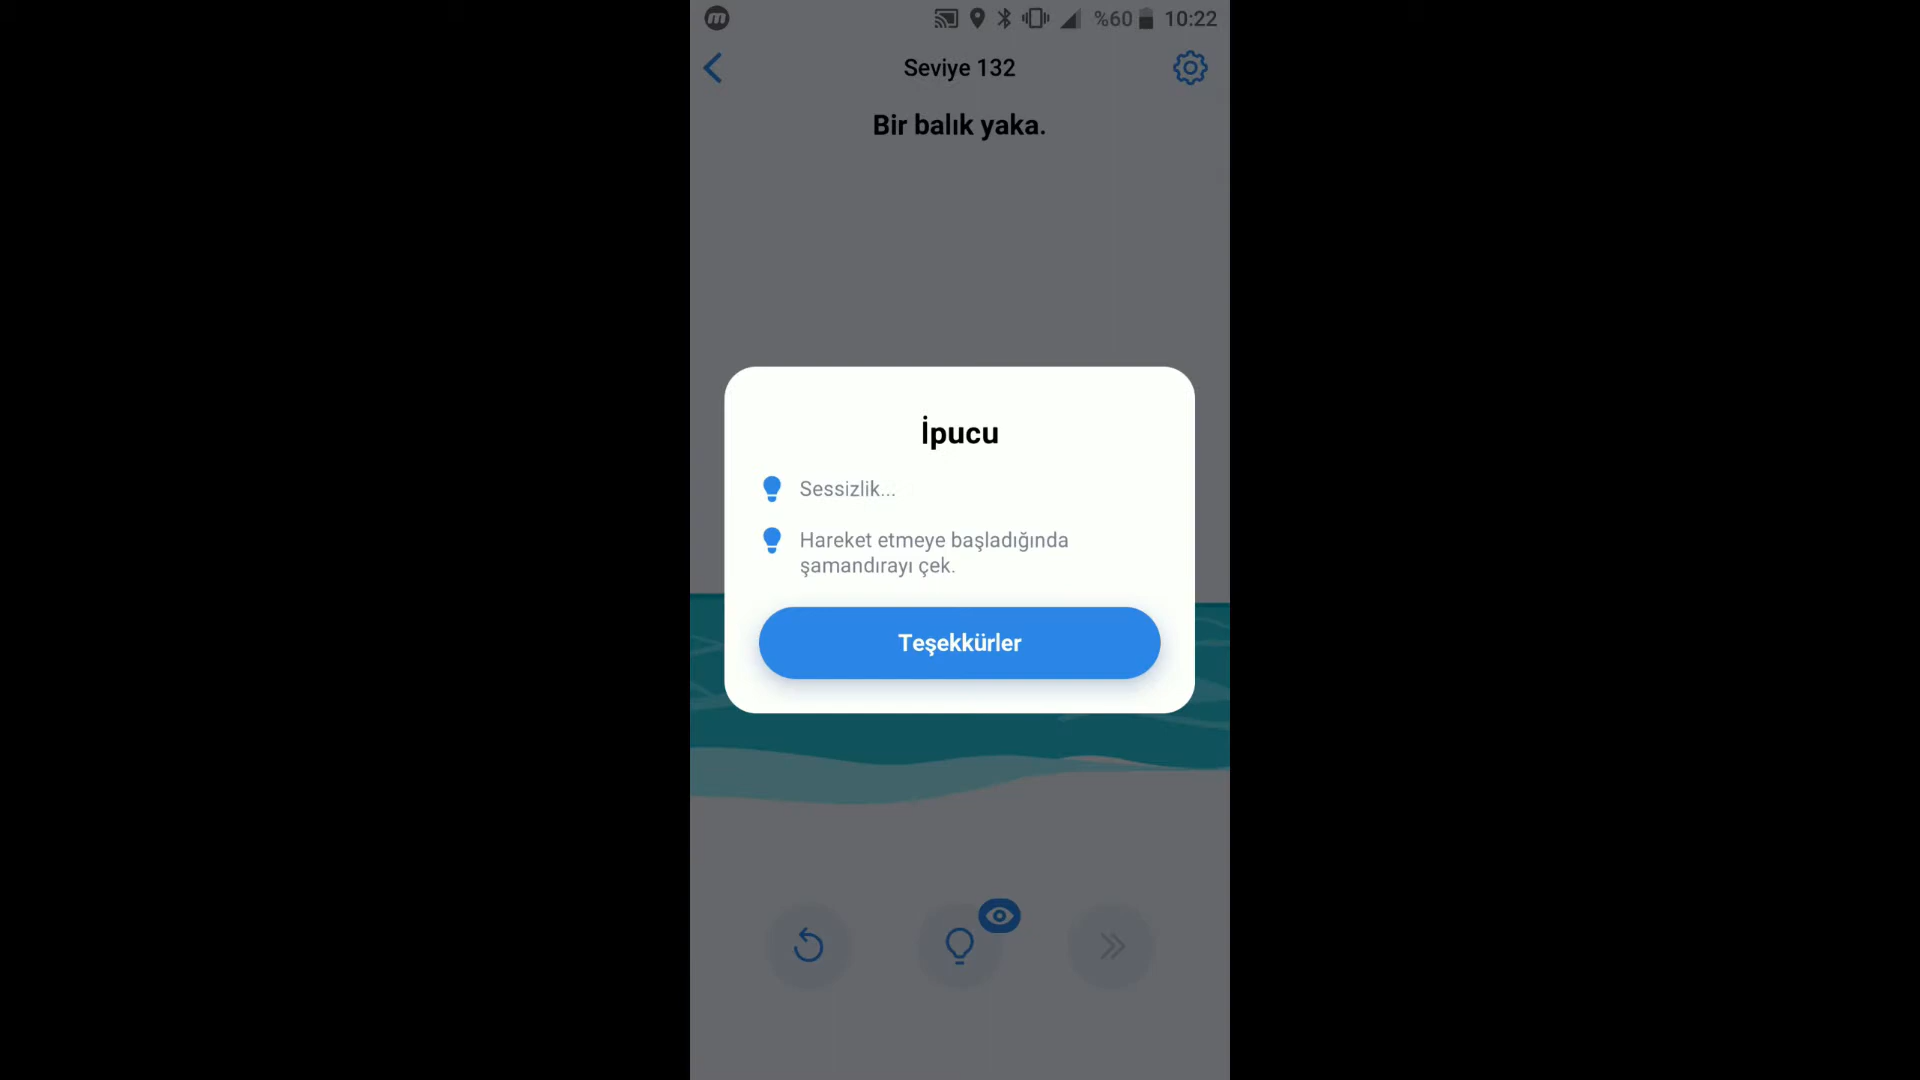 %60 10:22
Seviye 132
Bir balık yaka.
İpucu
Sessizlik...
Hareket etmeye başladığında
şamandırayı çek.
Teşekkürler